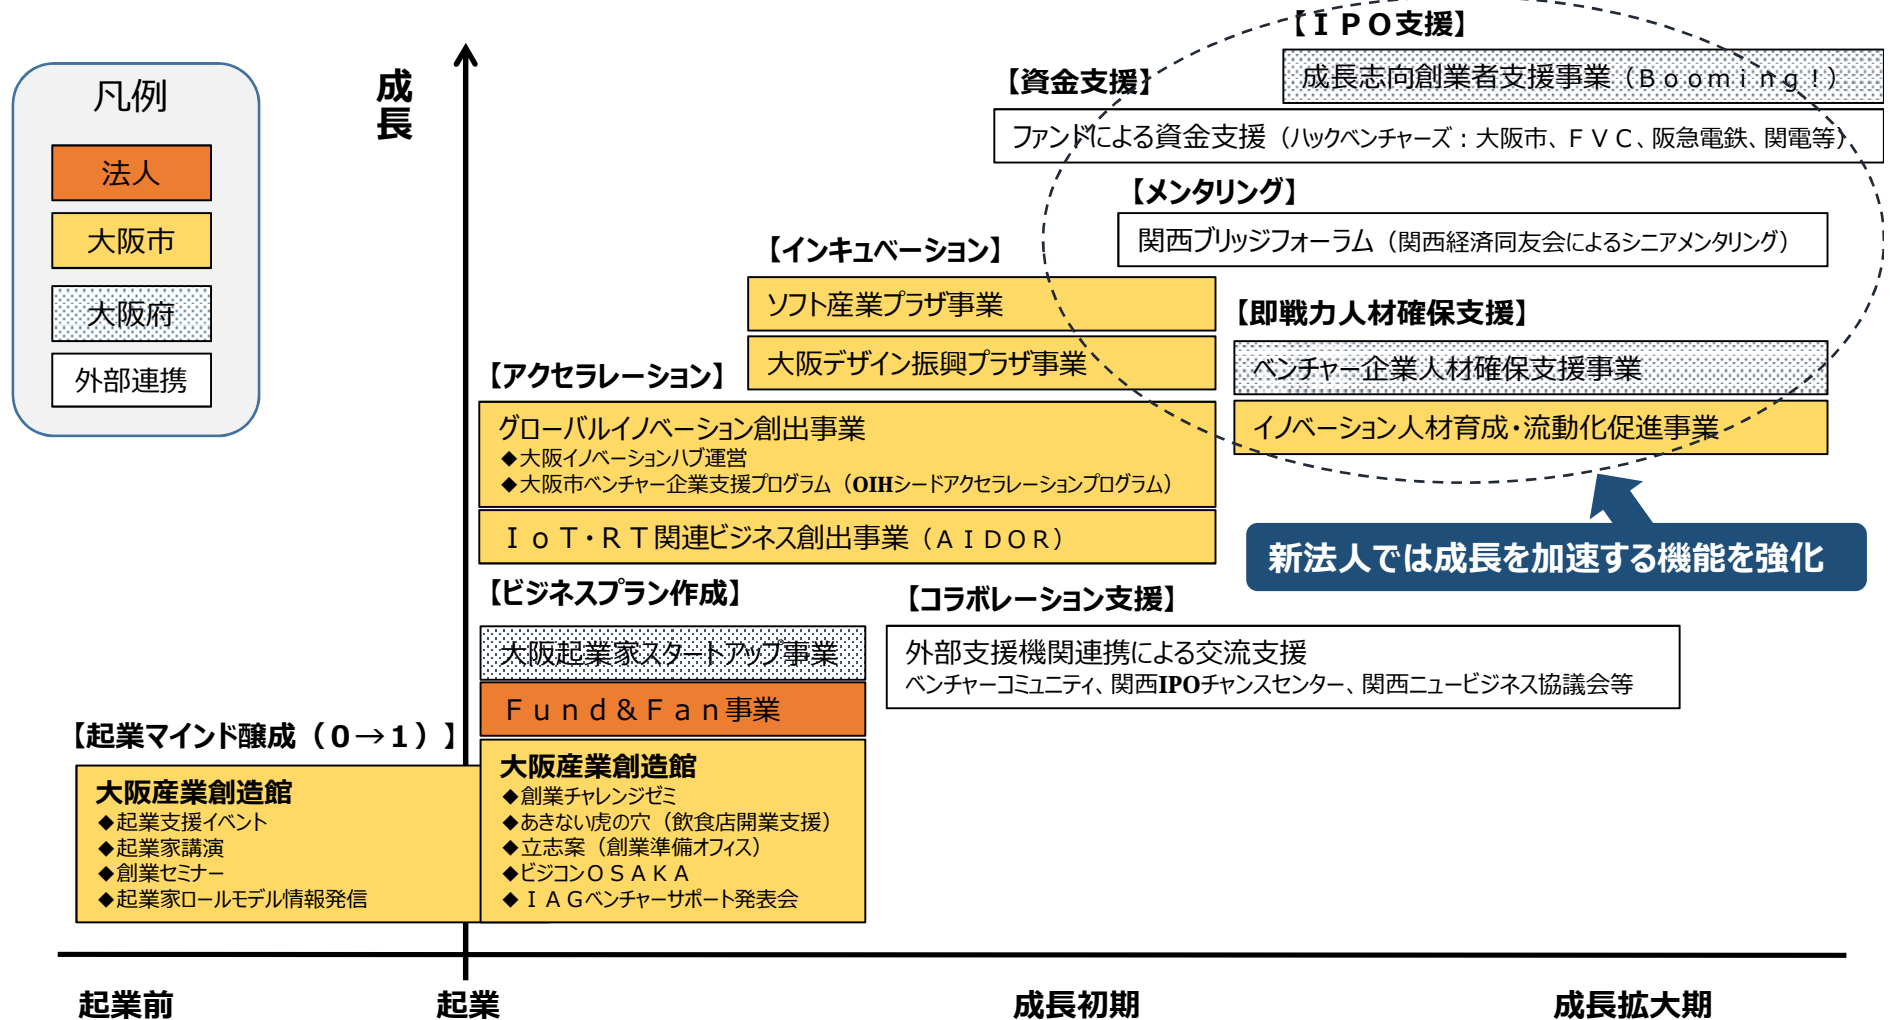 凡例
法人
大阪市
大阪府
外部連携
成長
【ＩＰＯ支援】
成長志向創業者支援事業（Ｂｏｏｍｉｎｇ！）
【資金支援】
ファンドによる資金支援（ハックベンチャーズ：大阪市、ＦＶＣ、阪急電鉄、関電等）
【メンタリング】
関西ブリッジフォーラム（関西経済同友会によるシニアメンタリング）
【インキュベーション】
ソフト産業プラザ事業
大阪デザイン振興プラザ事業
【即戦力人材確保支援】
ベンチャー企業人材確保支援事業
イノベーション人材育成・流動化促進事業
【アクセラレーション】
グローバルイノベーション創出事業
◆大阪イノベーションハブ運営
◆大阪市ベンチャー企業支援プログラム（OIHシードアクセラレーションプログラム）
ＩｏＴ・ＲＴ関連ビジネス創出事業（ＡＩＤＯＲ）
新法人では成長を加速する機能を強化
【ビジネスプラン作成】
大阪起業家スタートアップ事業
Ｆｕｎｄ＆Ｆａｎ事業
大阪産業創造館
◆創業チャレンジゼミ
◆あきない虎の穴（飲食店開業支援）
◆立志案（創業準備オフィス）
◆ビジコンＯＳＡＫＡ
◆ＩＡＧベンチャーサポート発表会
【コラボレーション支援】
外部支援機関連携による交流支援
ベンチャーコミュニティ、関西IPOチャンスセンター、関西ニュービジネス協議会等
【起業マインド醸成（０→１）】
大阪産業創造館
◆起業支援イベント
◆起業家講演
◆創業セミナー
◆起業家ロールモデル情報発信
起業前
起業
成長初期
成長拡大期